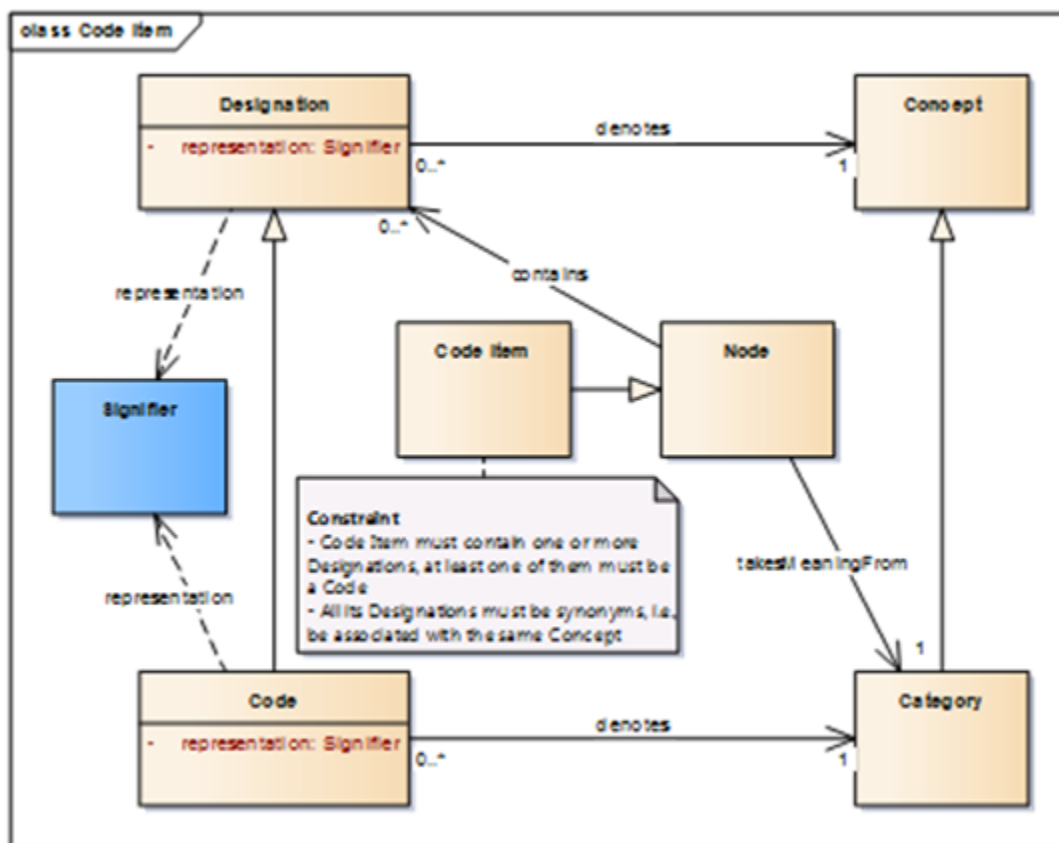 class Code Item
Designation
- representation: Signifier
Concept
denotes
0..*
1
0..*
contains
representation
Code Item
Node
Signifier
Constraint
- Code Item must contain one or more
Designations, at least one of them must be
a Code
- All its Designations must be synonyms, i.e.,
be associated with the same Concept
takesMeaningFrom
representation
1
Code
- representation: Signifier
Category
denotes
0..*
1